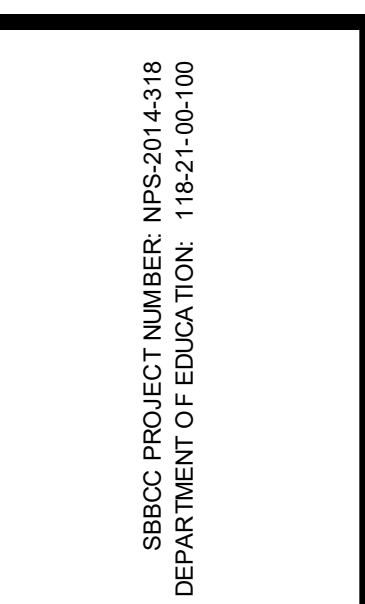 SBBCC PROJECT NUMBER: NPS-2014-318
DEPARTMENT OF EDUCATION: 118-21-00-100